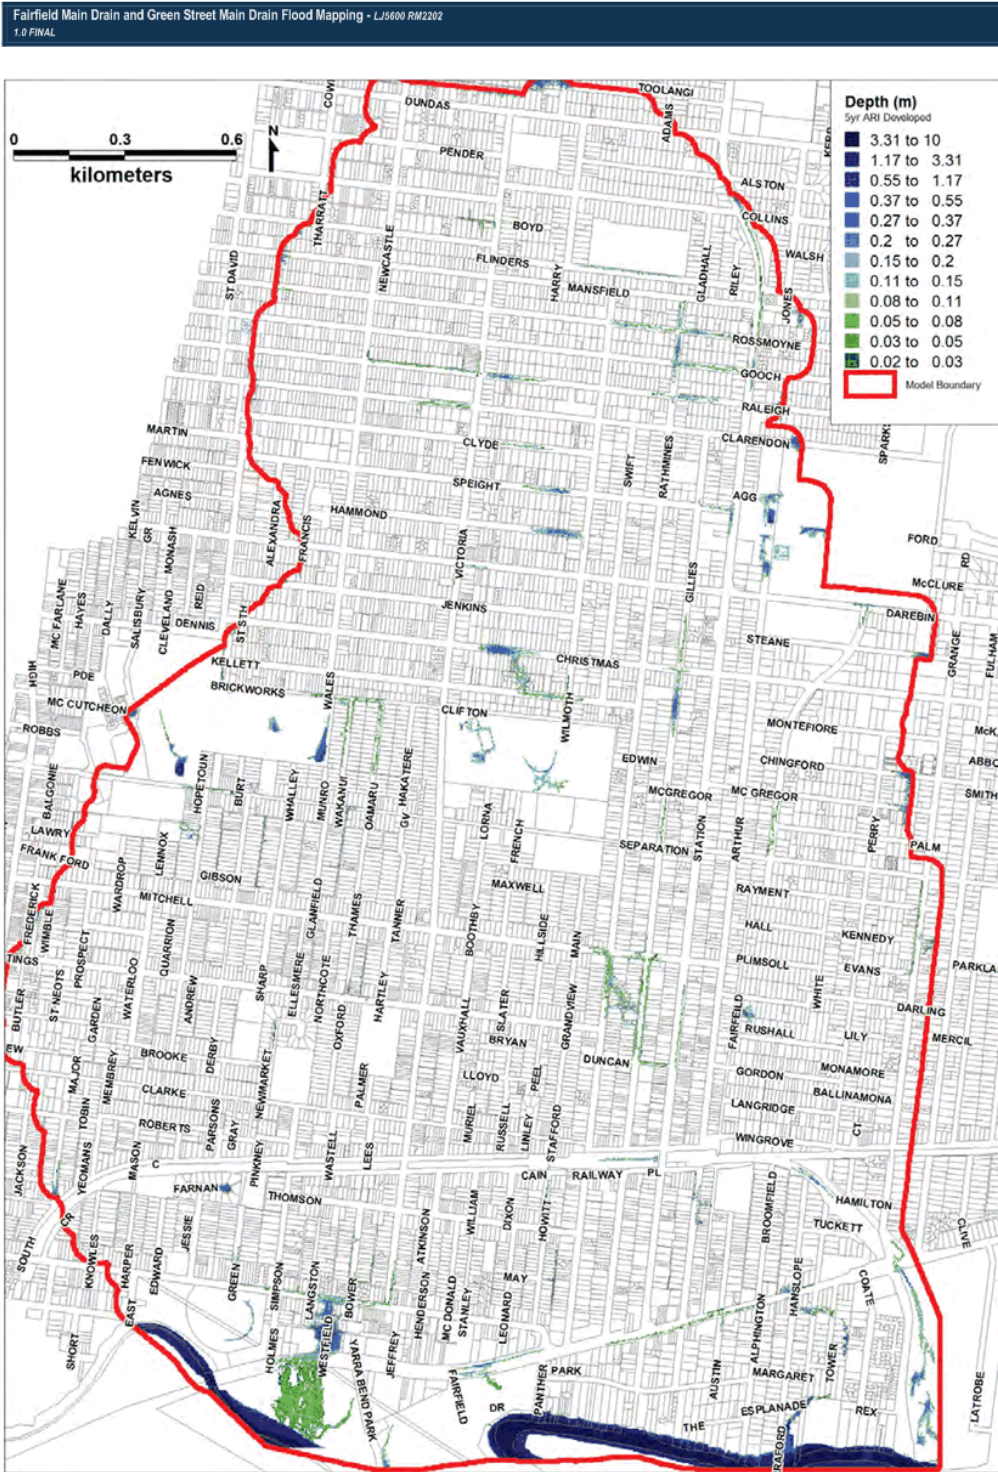 Fairfield Main Drain and Green Street Main Drain Flood Mapping - LJ5600 RM2202
1.0 FINAL
0 0.3 0.6
kilometers
N
Depth (m)
5yr ARI Developed
3.31 to 10
1.17 to 3.31
0.55 to 1.17
0.37 to 0.55
0.27 to 0.37
0.2 to 0.27
0.15 to 0.2
0.11 to 0.15
0.08 to 0.11
0.05 to 0.08
0.03 to 0.05
0.02 to 0.03
Model Boundary
TOOLANGI
DUNDAS
ADAMS
PENDER
ALSTON
THARRATT
COLLINS
BOYD
NEWCASTLE
WALSH
FLINDERS
ST DAVID
HARRY
MANSFIELD
GLADHALL
RILEY
JONES
ROSSMOYNE
GOOCH
RALEIGH
MARTIN
CLYDE
CLARENDON
FENWICK
SPEIGHT
SWIFT
RATHMINES
AGNES
AGG
KELVIN
GR
MONASH
ALEXANDRA
FRANCIS
HAMMOND
VICTORIA
FORD
RD
McCLURE
GILLIES
MC FARLANE
HAYES
DALLY
SALISBURY
CLEVELAND
REID
DENNIS
ST STH
JENKINS
DAREBIN
STEANE
GRANGE
FULHAM
HIGH
PDE
KELLETT
BRICKWORKS
WALES
CHRISTMAS
MC CUTCHEON
CLIFTON
WILMOTH
ROBBS
MONTEFIORE
EDWIN
CHINGFORD
BALGONIE
HOPETOUN
BURT
WHALLEY
MUNRO
WAKANUI
OAMARU
GV
HAKATERE
MCGREGOR
MC GREGOR
SMITH
LAWRY
LENNOX
LORNA
FRENCH
SEPARATION
STATION
ARTHUR
PERRY
PALM
FRANK FORD
WARDROP
GIBSON
MITCHELL
MAXWELL
RAYMENT
FREDERICK
WIMBLE
GLANFIELD
THAMES
TANNER
BOOTHBY
HILLSIDE
MAIN
HALL
KENNEDY
TINGS
PROSPECT
QUARRION
PLIMSOLL
EVANS
PARKLA
BUTLER
ST NEOTS
GARDEN
WATERLOO
ANDREW
SHARP
ELLESMERE
NORTHCOTE
OXFORD
HARTLEY
VAUXHALL
SLATER
GRANDVIEW
WHITE
DARLING
FAIRFIELD
RUSHALL
LILY
MERCIL
EW
BROOKE
DERBY
BRYAN
DUNCAN
MAJOR
MEMBREY
NEWMARKET
PALMER
LLOYD
PEEL
GORDON
MONAMORE
CLARKE
BALLINAMONA
TOBIN
ROBERTS
PARSONS
GRAY
MURIEL
RUSSELL
LINLEY
STAFFORD
LANGRIDGE
CT
WINGROVE
JACKSON
YEOMANS
MASON
C
PINKNEY
WASTELL
LEES
CAIN
RAILWAY
PL
FARNAN
THOMSON
WILLIAM
DIXON
HOWITT
BROOMFIELD
HAMILTON
TUCKETT
CR
SOUTH
JESSIE
ATKINSON
CLIVE
KNOWLES
HARPER
EDWARD
GREEN
SIMPSON
LANGSTON
BOWER
HENDERSON
MC DONALD
STANLEY
LEONARD
MAY
HANSLOPE
COATE
EAST
SHORT
HOLMES
WESTFIELD
YARRA BEND PARK
JEFFREY
ALPHINGTON
FAIRFIELD
PANTHER
PARK
AUSTIN
MARGARET
TOWER
LATROBE
DR
THE
ESPLANADE
REX